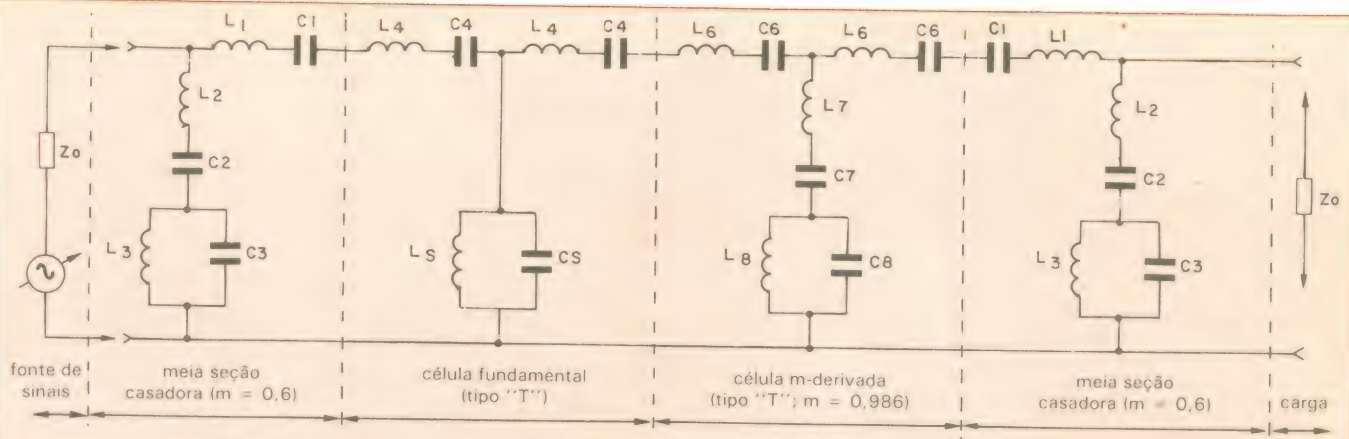 L1 C1 L4 C4 L4 C4 L6 C6 L6 C6 C1 L1
Zo L2 L7 L2 Zo
C2 C7 C2
L3 C3 LS CS L8 C8 L3 C3
fonte de sinais
meia seção
casadora (m = 0,6)
célula fundamental
(tipo "T")
célula m-derivada
(tipo "T"; m = 0,986)
meia seção
casadora (m = 0,6)
carga